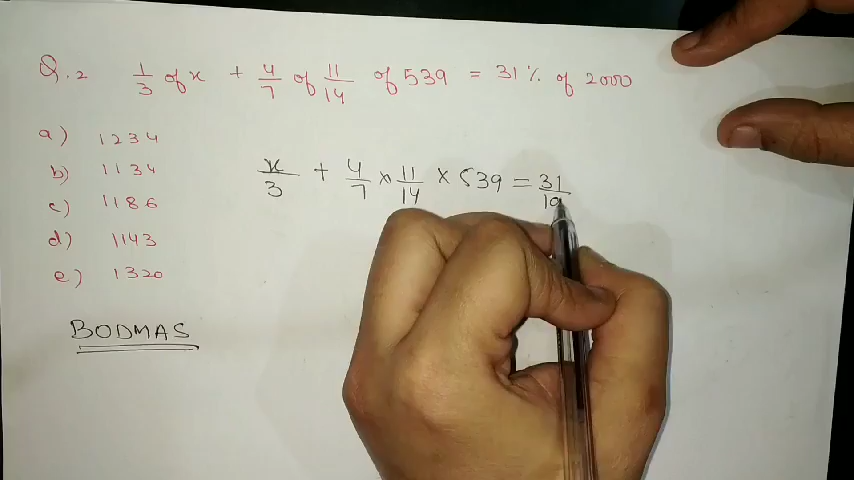 Q.2 1/3 of x + 4/7 of 11/14 of 539 = 31% of 2000
a) 1234
b) 1134
c) 1186
d) 1143
e) 1320
x/3 + 4/7 × 11/14 × 539 = 31/10
BODMAS